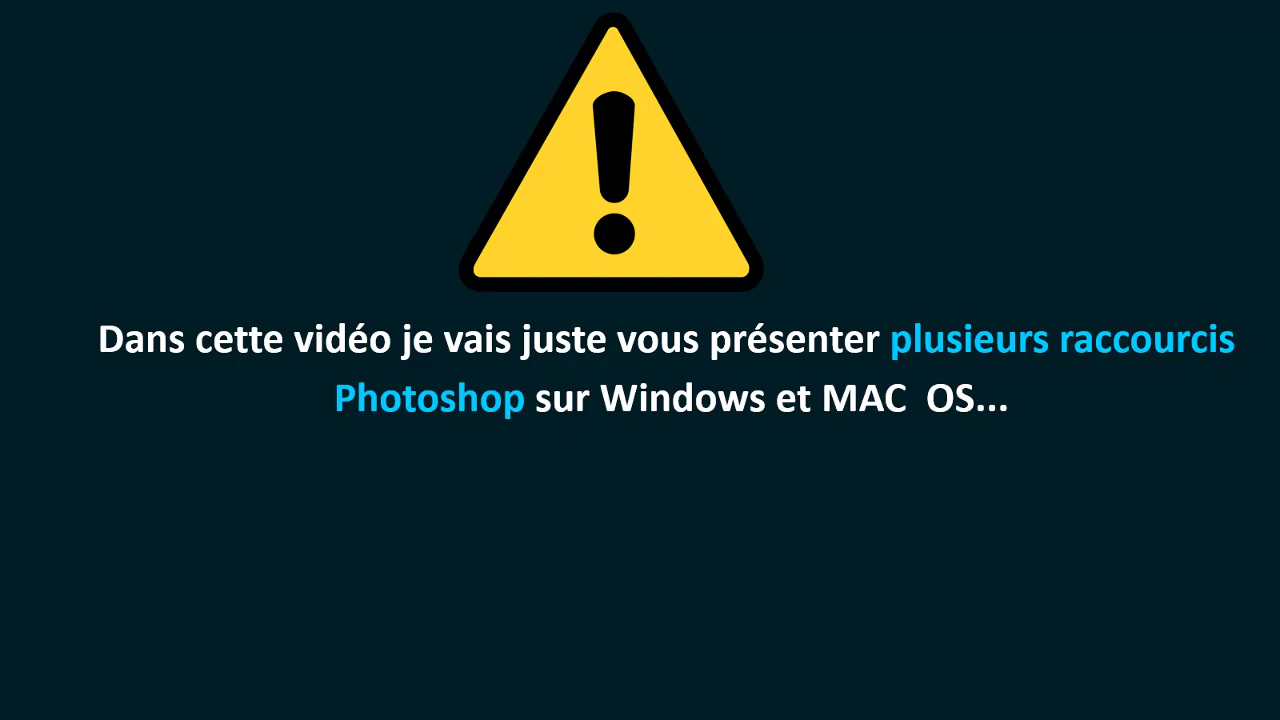 Dans cette vidéo je vais juste vous présenter plusieurs raccourcis
Photoshop sur Windows et MAC  OS...